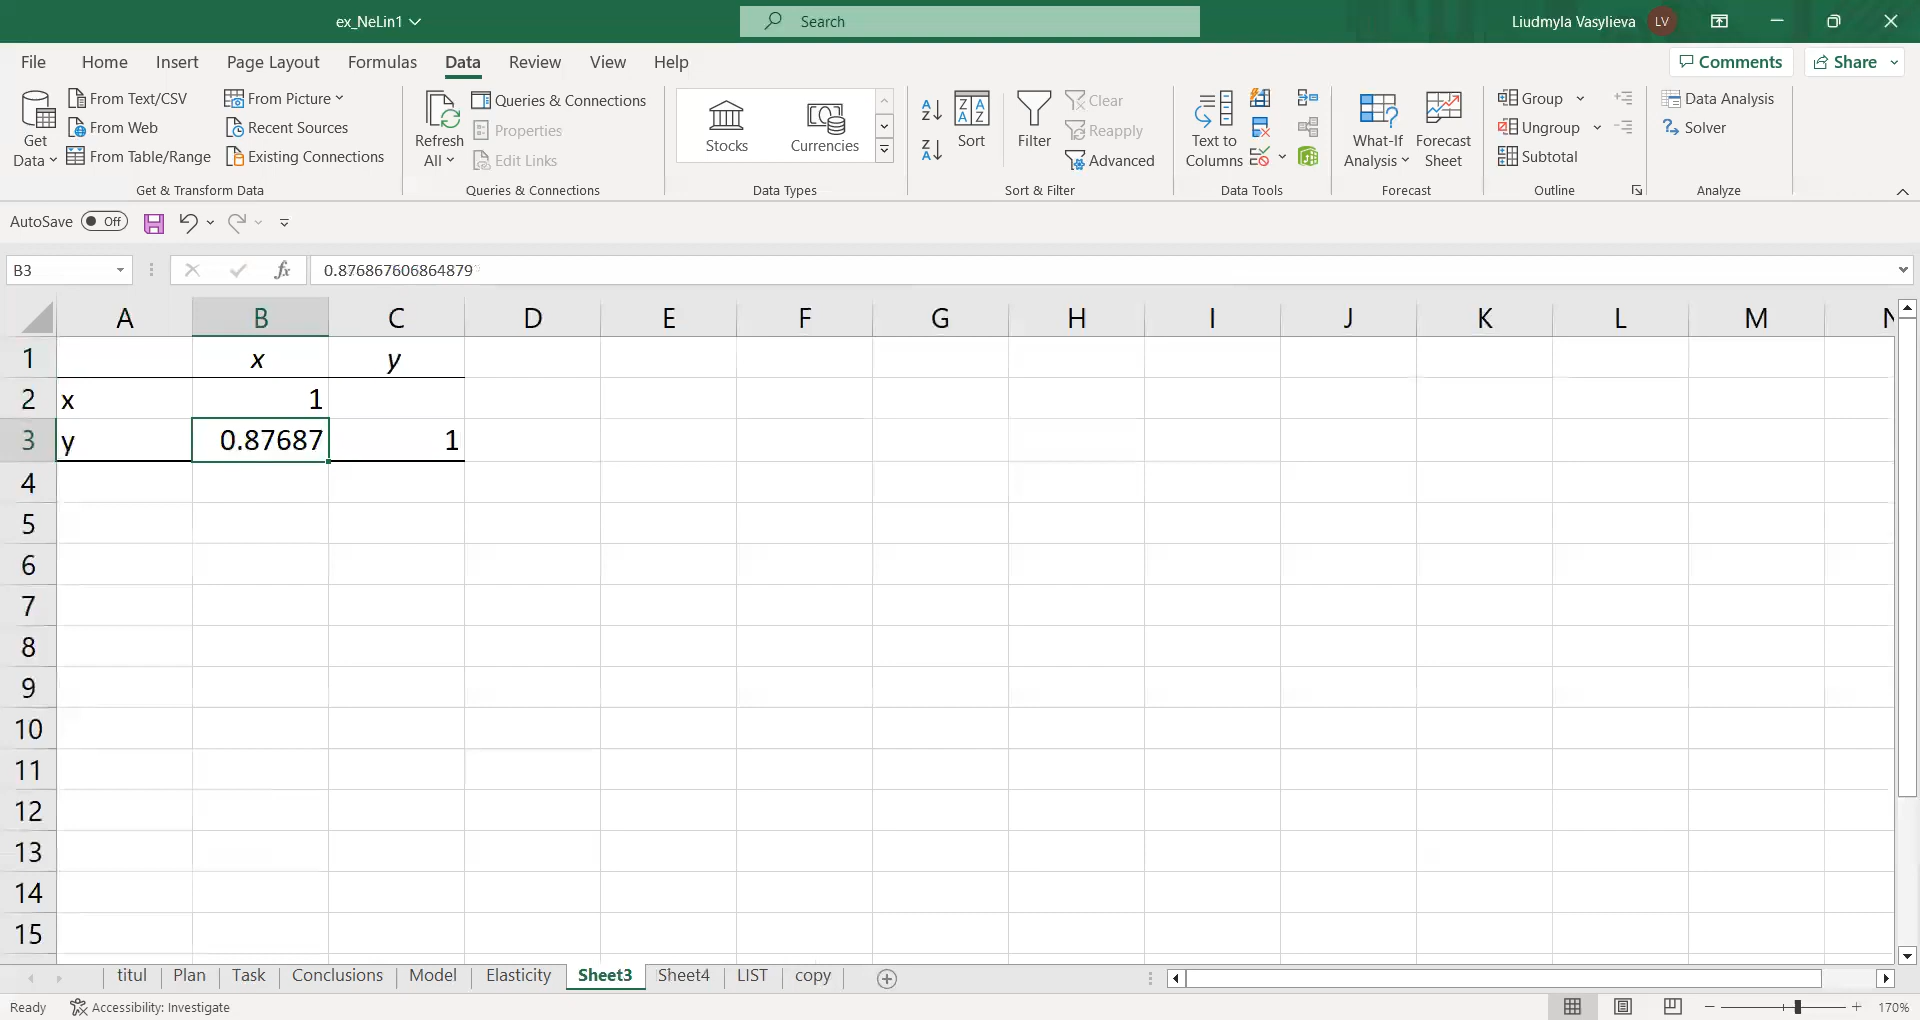 ex_NeLin1
Search
Liudmyla Vasylieva LV
File Home Insert Page Layout Formulas Data Review View Help
Comments Share
Get Data
From Text/CSV
From Web
From Table/Range
From Picture
Recent Sources
Existing Connections
Get & Transform Data
Refresh All
Queries & Connections
Properties
Edit Links
Queries & Connections
Stocks
Currencies
Data Types
Sort
Filter
Clear
Reapply
Advanced
Sort & Filter
Text to Columns
Data Tools
What-If Analysis
Forecast Sheet
Forecast
Group
Ungroup
Subtotal
Outline
Data Analysis
Solver
Analyze
AutoSave Off
B3 fx 0.876867606864879
A B C D E F G H I J K L M N
1 x y
2 x 1
3 y 0.87687 1
4
5
6
7
8
9
10
11
12
13
14
15
titul Plan Task Conclusions Model Elasticity Sheet3 Sheet4 LIST copy
Ready Accessibility: Investigate 170%